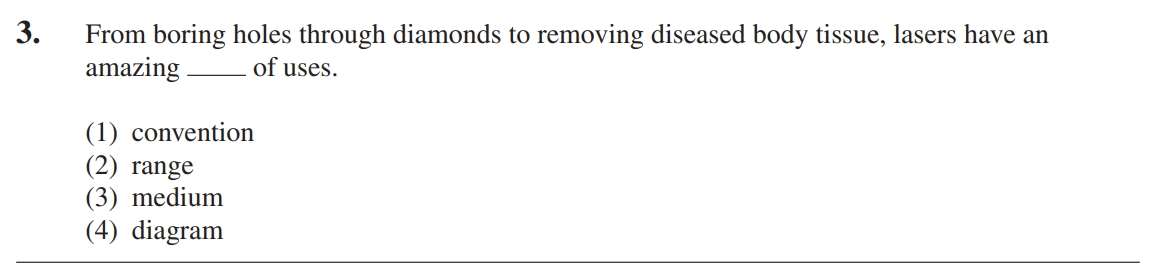 3. From boring holes through diamonds to removing diseased body tissue, lasers have an
amazing ____ of uses.
(1) convention
(2) range
(3) medium
(4) diagram